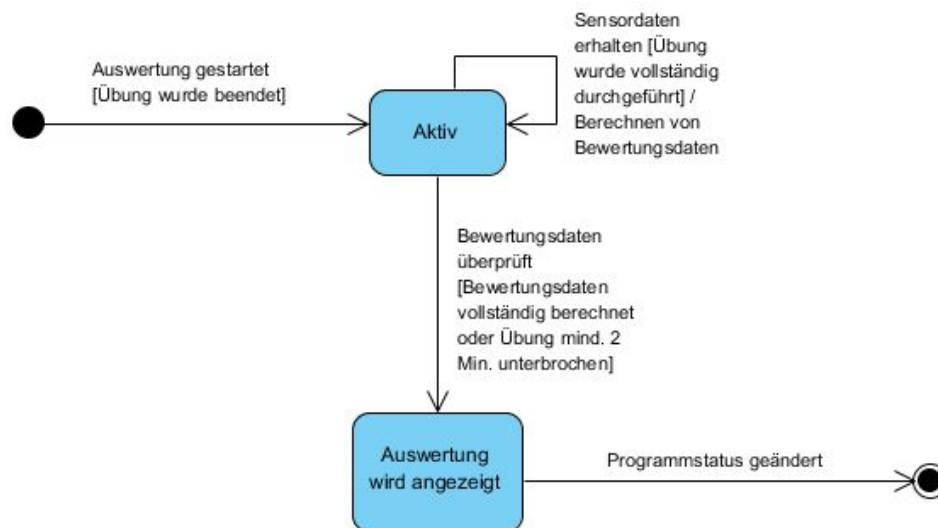 Auswertung gestartet
[Übung wurde beendet]
Aktiv
Sensordaten
erhalten [Übung
wurde vollständig
durchgeführt] /
Berechnen von
Bewertungsdaten
Bewertungsdaten
überprüft
[Bewertungsdaten
vollständig berechnet
oder Übung mind. 2
Min. unterbrochen]
Auswertung
wird angezeigt
Programmstatus geändert